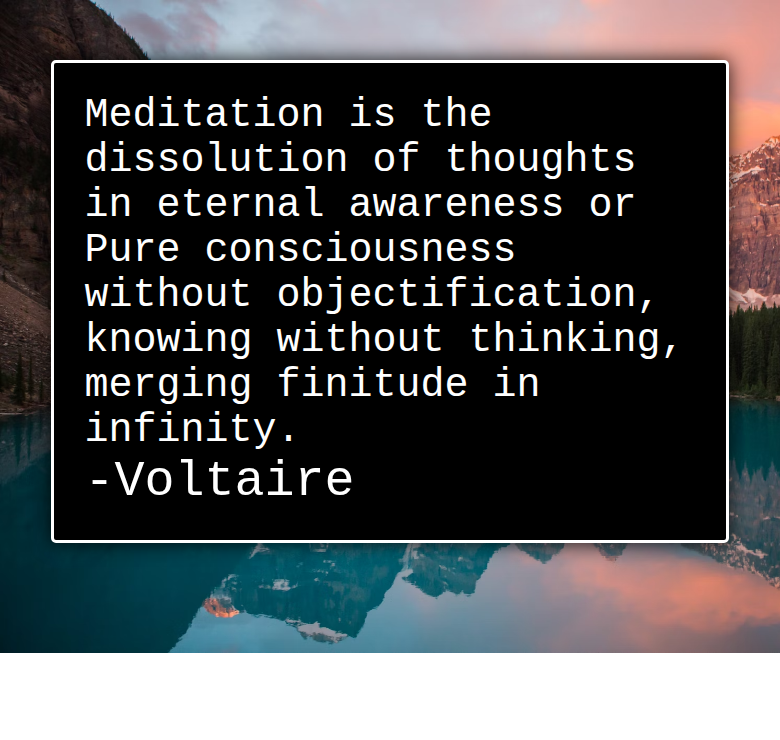 Meditation is the
dissolution of thoughts
in eternal awareness or
Pure consciousness
without objectification,
knowing without thinking,
merging finitude in
infinity.
-Voltaire